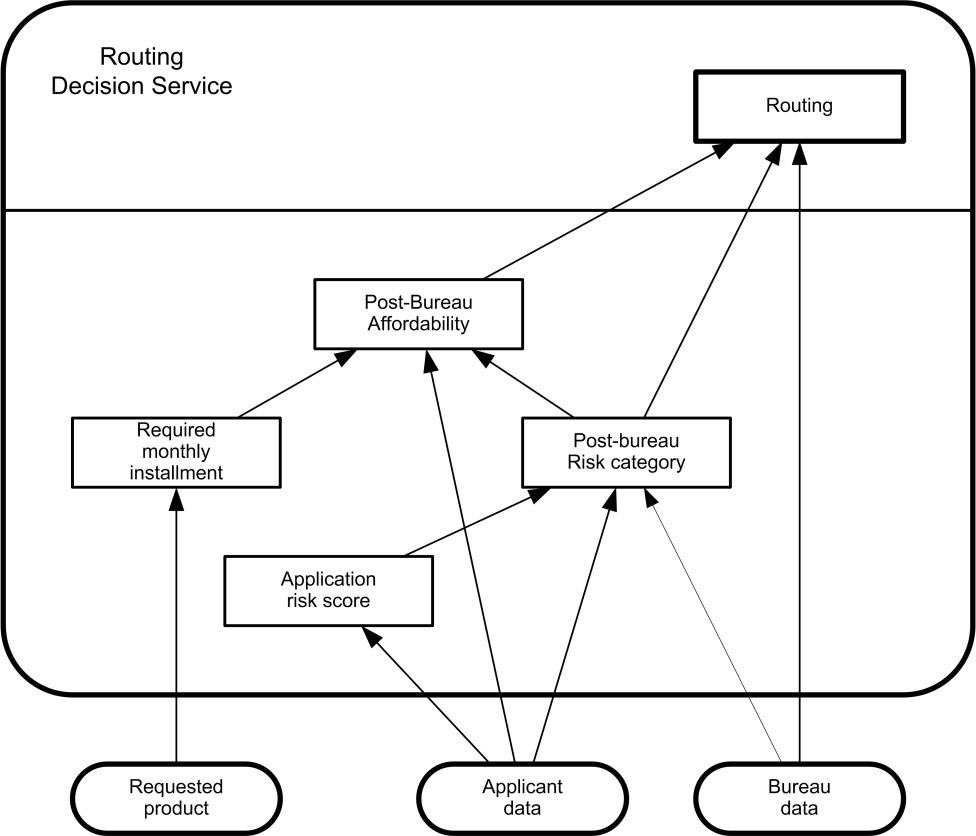 Routing
Decision Service
Routing
Post-Bureau
Affordability
Required
monthly
installment
Post-bureau
Risk category
Application
risk score
Requested
product
Applicant
data
Bureau
data